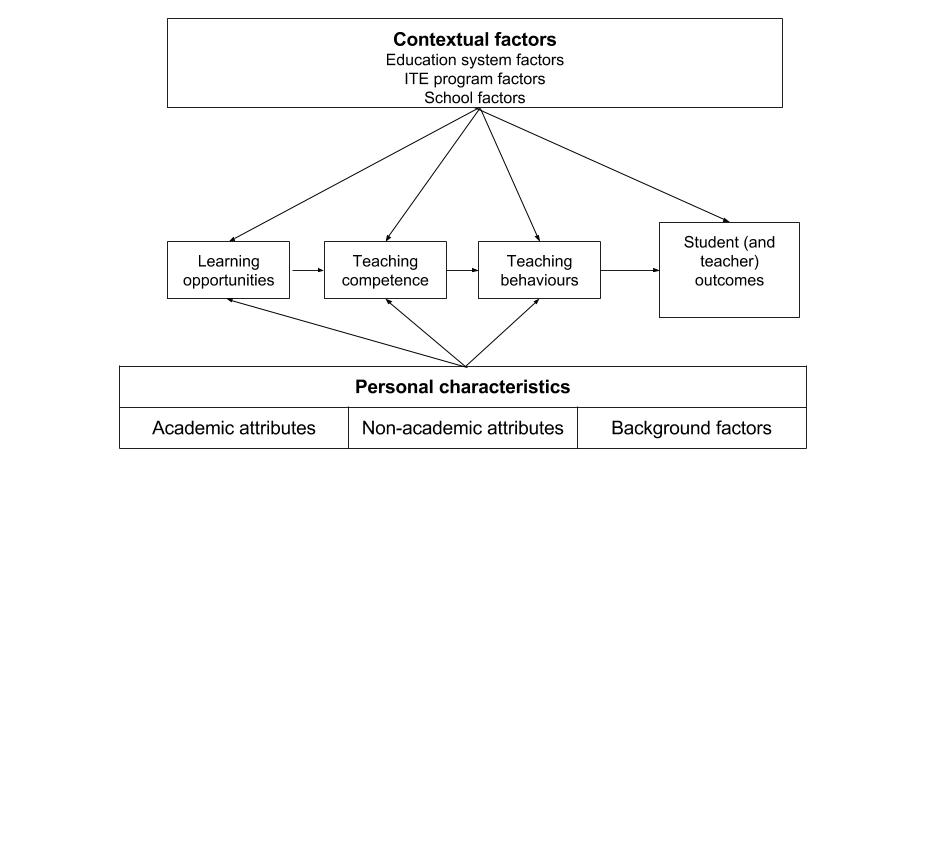 Contextual factors
Education system factors
ITE program factors
School factors
Learning
opportunities
Teaching
competence
Teaching
behaviours
Student (and
teacher)
outcomes
Personal characteristics
Academic attributes
Non-academic attributes
Background factors